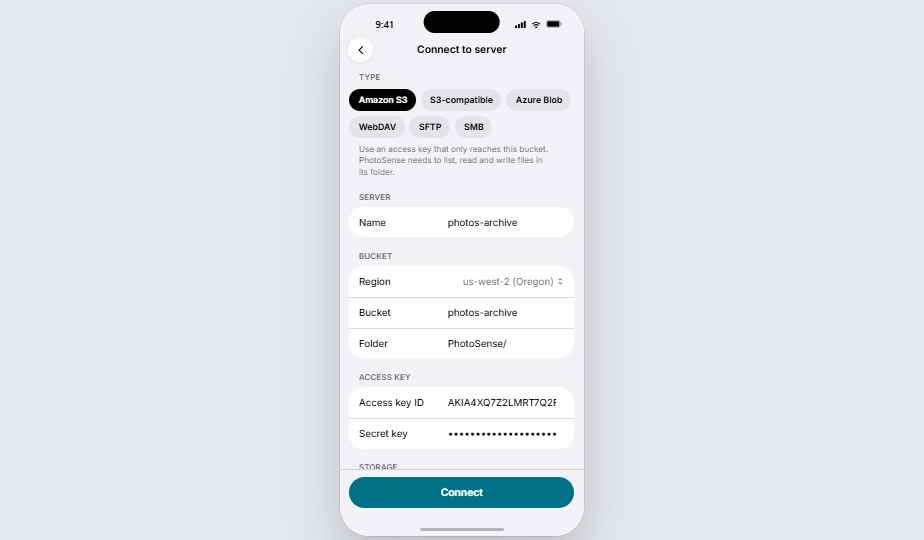 9:41
Connect to server
TYPE
Amazon S3 S3-compatible Azure Blob
WebDAV SFTP SMB
Use an access key that only reaches this bucket.
PhotoSense needs to list, read and write files in
its folder.
SERVER
Name photos-archive
BUCKET
Region us-west-2 (Oregon)
Bucket photos-archive
Folder PhotoSense/
ACCESS KEY
Access key ID AKIA4XQ7Z2LMRT7Q2F
Secret key ••••••••••••••••••••
STORAGE
Connect